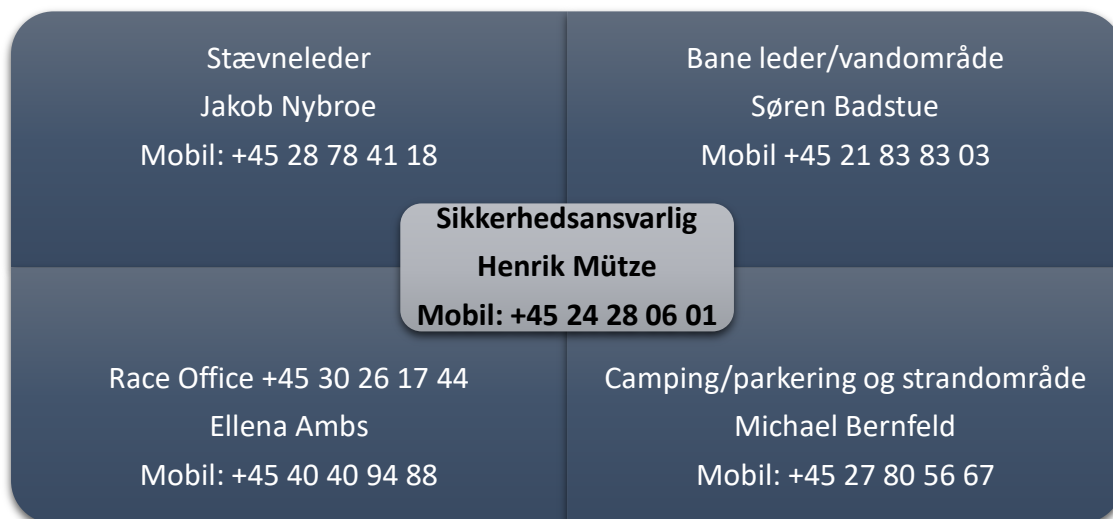 Stævneleder
Jakob Nybroe
Mobil: +45 28 78 41 18
Bane leder/vandområde
Søren Badstue
Mobil +45 21 83 83 03
Sikkerhedsansvarlig
Henrik Mütze
Mobil: +45 24 28 06 01
Race Office +45 30 26 17 44
Ellena Ambs
Mobil: +45 40 40 94 88
Camping/parkering og strandområde
Michael Bernfeld
Mobil: +45 27 80 56 67